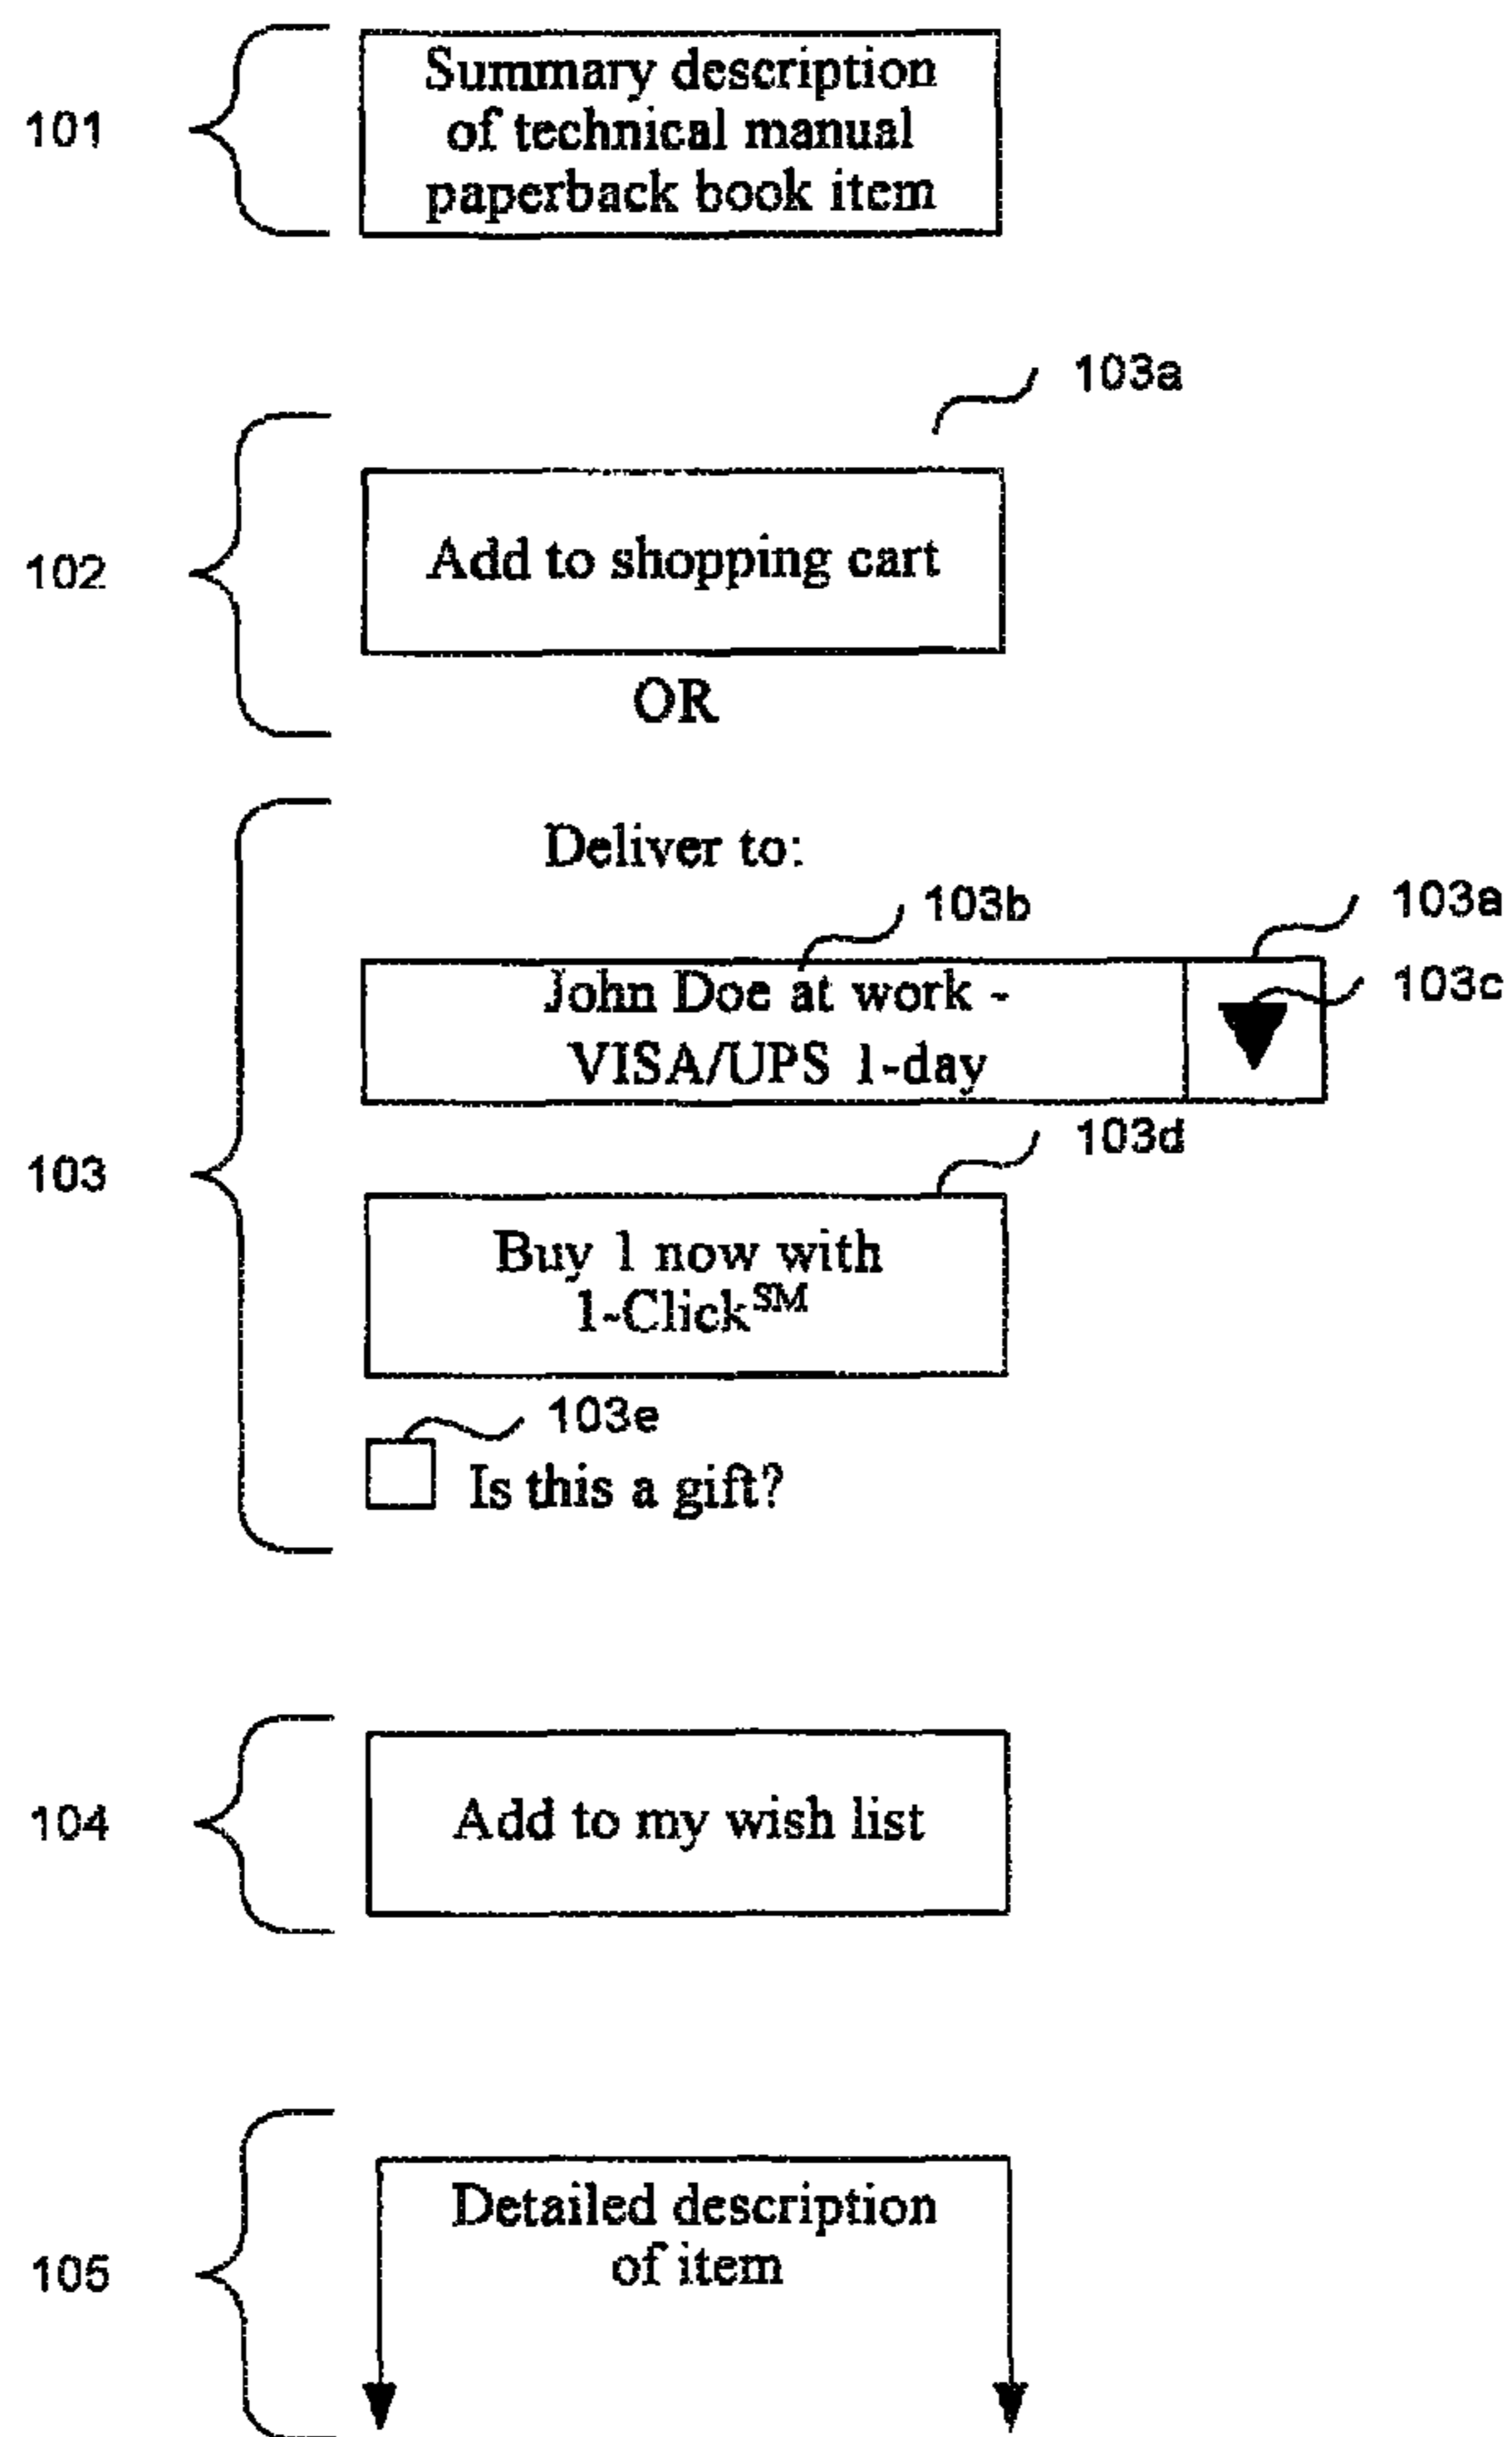 101
Summary description
of technical manual
paperback book item
103a
102
Add to shopping cart
OR
103
Deliver to:
103b
103a
John Doe at work -
103c
VISA/UPS 1-day
103d
Buy 1 now with
1-Click℠
103e
Is this a gift?
104
Add to my wish list
105
Detailed description
of item